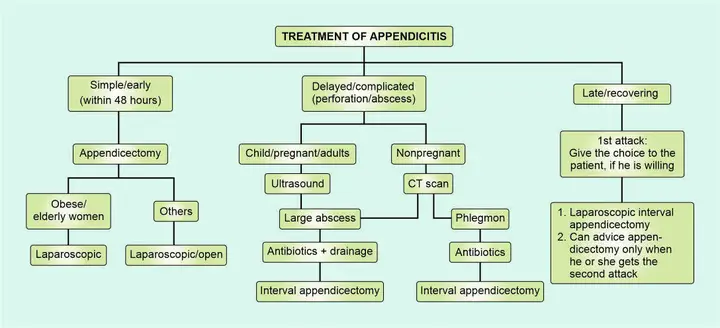 TREATMENT OF APPENDICITIS
Simple/early
(within 48 hours)
Delayed/complicated
(perforation/abscess)
Late/recovering
Appendicectomy
Child/pregnant/adults
Nonpregnant
1st attack:
Give the choice to the
patient, if he is willing
Ultrasound
CT scan
Obese/
elderly women
Others
Large abscess
Phlegmon
1. Laparoscopic interval
appendicectomy
2. Can advice appen-
dicectomy only when
he or she gets the
second attack
Laparoscopic
Laparoscopic/open
Antibiotics + drainage
Antibiotics
Interval appendicectomy
Interval appendicectomy